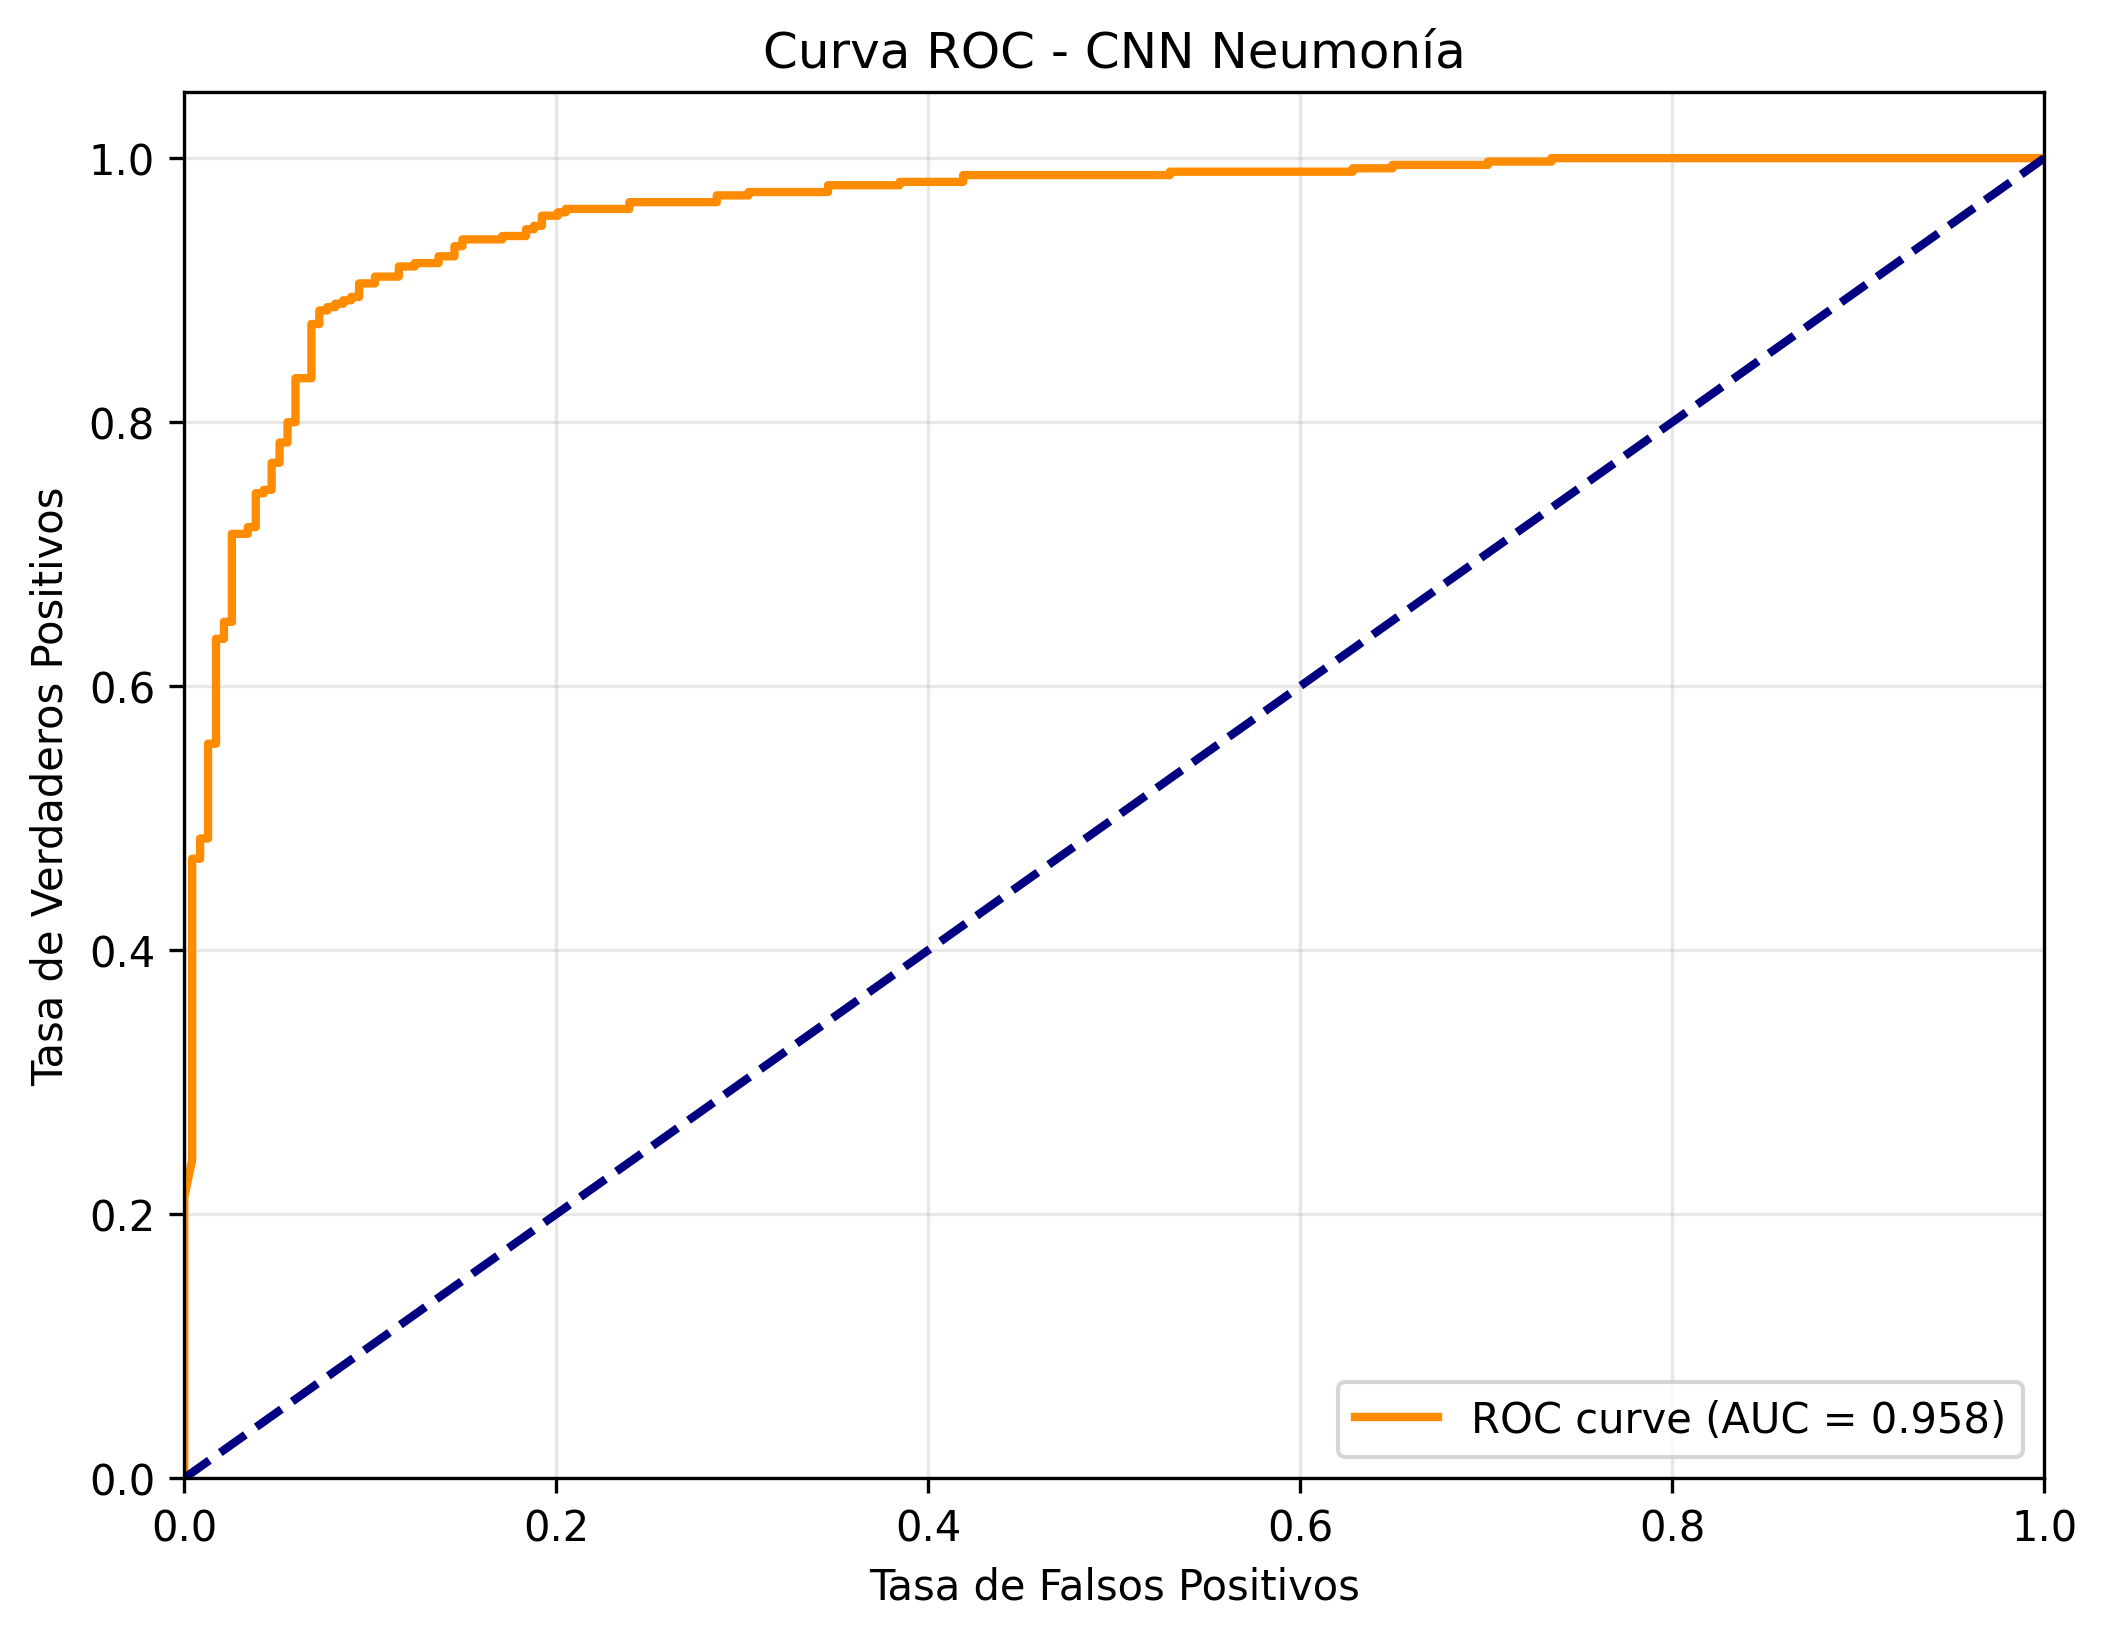 Curva ROC - CNN Neumonía
1.0
0.8
0.6
0.4
0.2
0.0
Tasa de Verdaderos Positivos
ROC curve (AUC = 0.958)
0.0 0.2 0.4 0.6 0.8 1.0
Tasa de Falsos Positivos